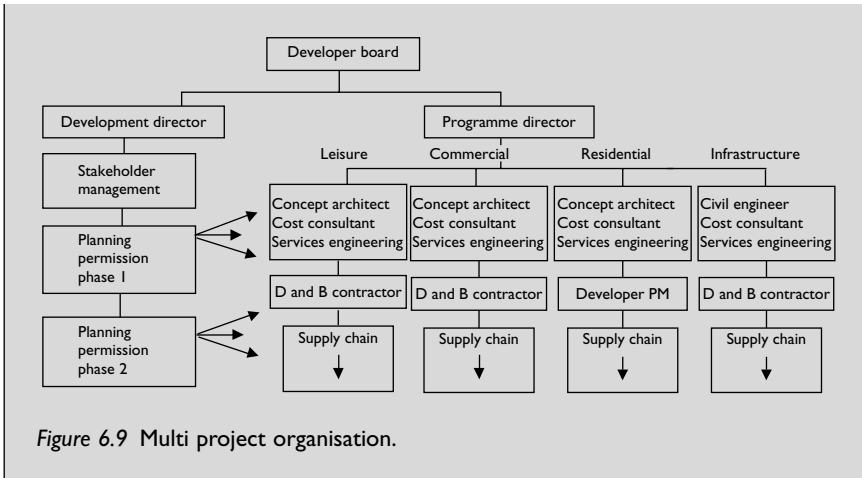 Developer board
Development director
Programme director
Leisure
Commercial
Residential
Infrastructure
Stakeholder
management
Planning
permission
phase 1
Planning
permission
phase 2
Concept architect
Cost consultant
Services engineering
Concept architect
Cost consultant
Services engineering
Concept architect
Cost consultant
Services engineering
Civil engineer
Cost consultant
Services engineering
D and B contractor
D and B contractor
Developer PM
D and B contractor
Supply chain
Supply chain
Supply chain
Supply chain
Figure 6.9 Multi project organisation.